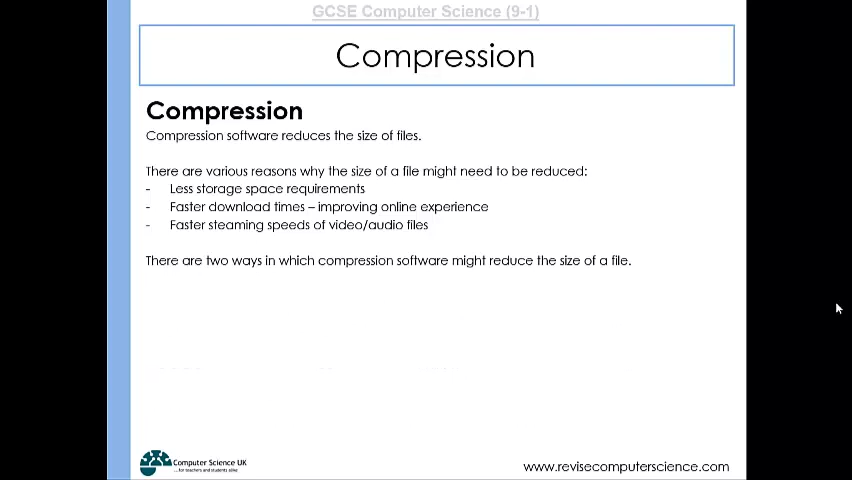 GCSE Computer Science (9-1)
Compression
Compression
Compression software reduces the size of files.
There are various reasons why the size of a file might need to be reduced:
- Less storage space requirements
- Faster download times – improving online experience
- Faster steaming speeds of video/audio files
There are two ways in which compression software might reduce the size of a file.
Computer Science UK
...for teachers and students alike
www.revisecomputerscience.com